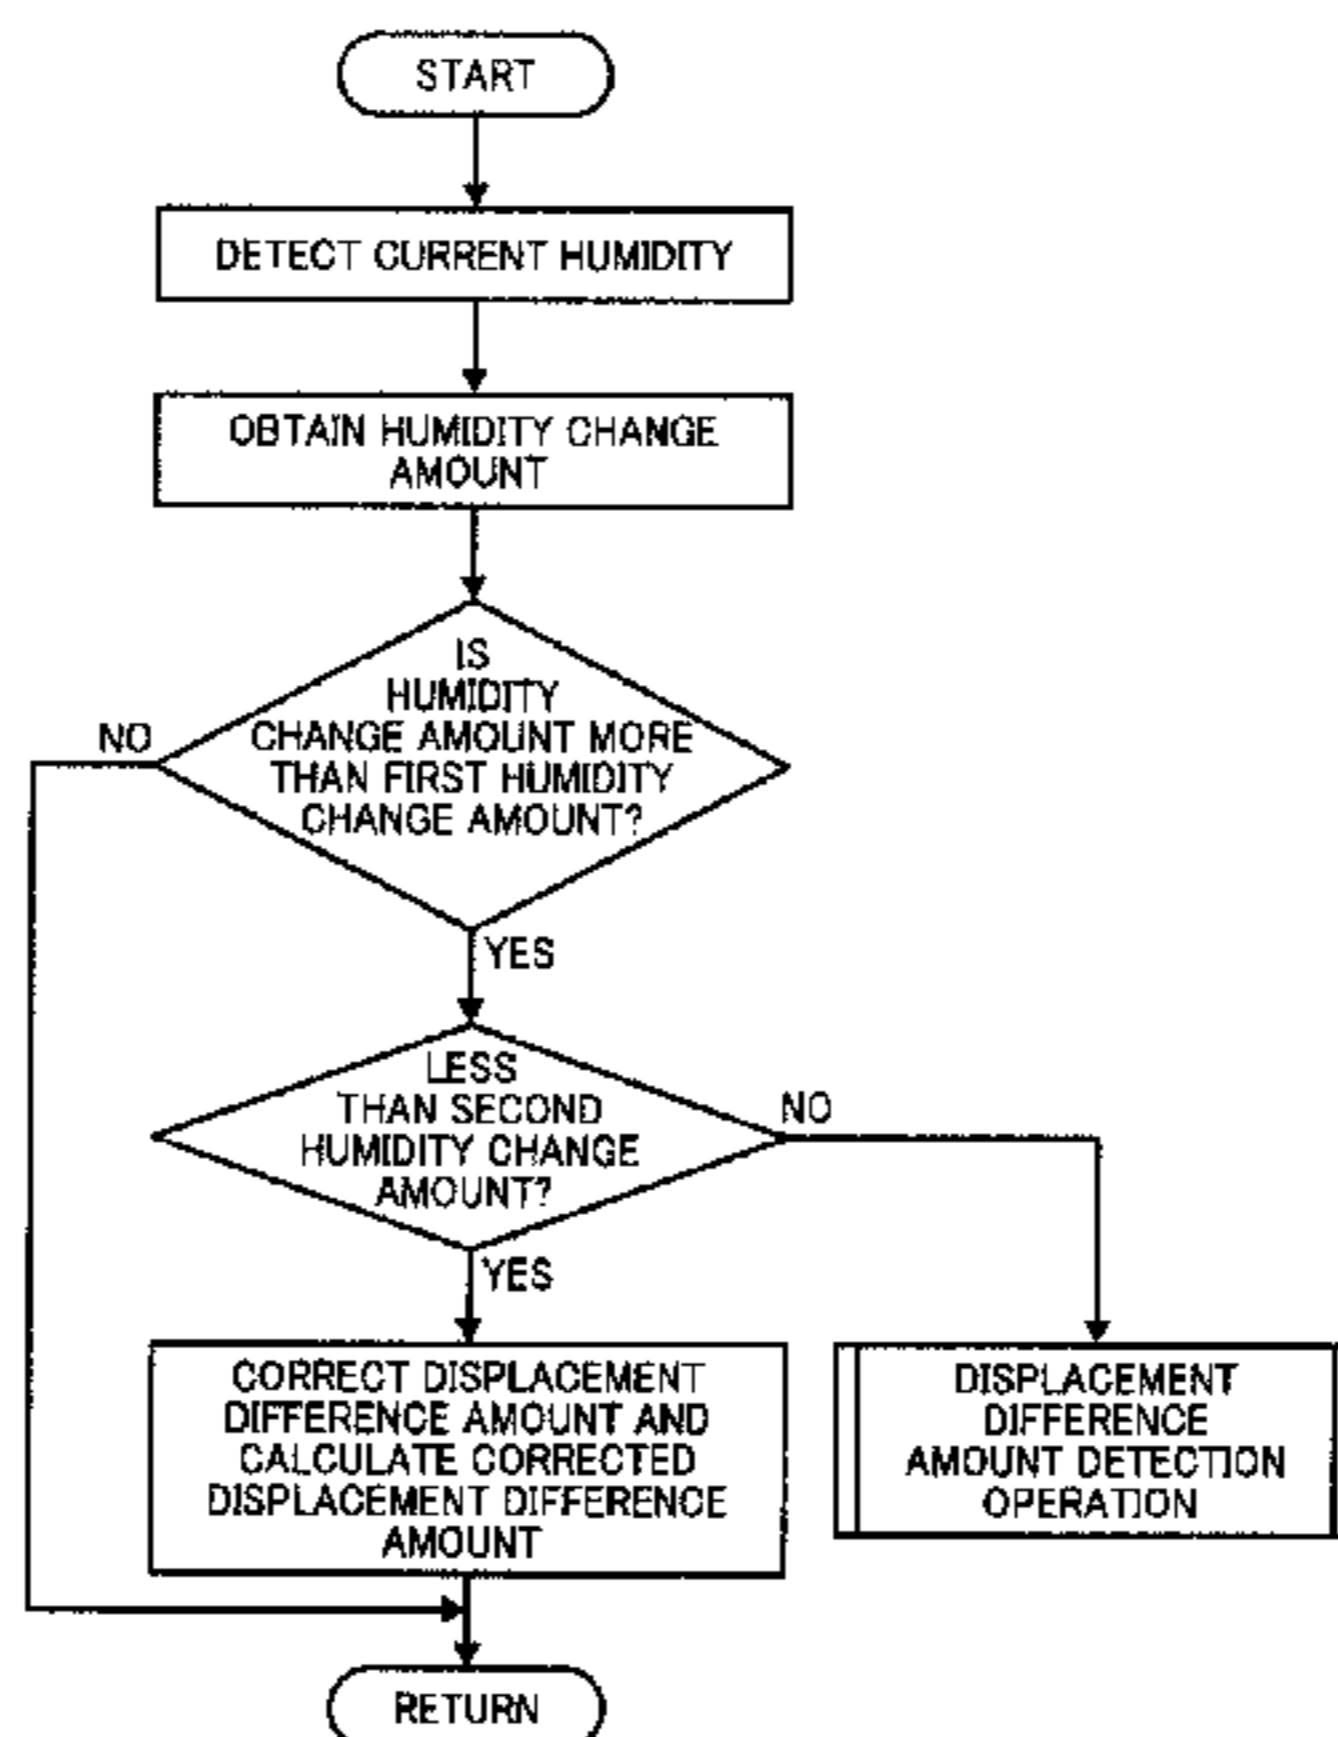 START
DETECT CURRENT HUMIDITY
OBTAIN HUMIDITY CHANGE
AMOUNT
IS
HUMIDITY
CHANGE AMOUNT MORE
THAN FIRST HUMIDITY
CHANGE AMOUNT?
NO
YES
LESS
THAN SECOND
HUMIDITY CHANGE
AMOUNT?
NO
YES
CORRECT DISPLACEMENT
DIFFERENCE AMOUNT AND
CALCULATE CORRECTED
DISPLACEMENT DIFFERENCE
AMOUNT
DISPLACEMENT
DIFFERENCE
AMOUNT DETECTION
OPERATION
RETURN